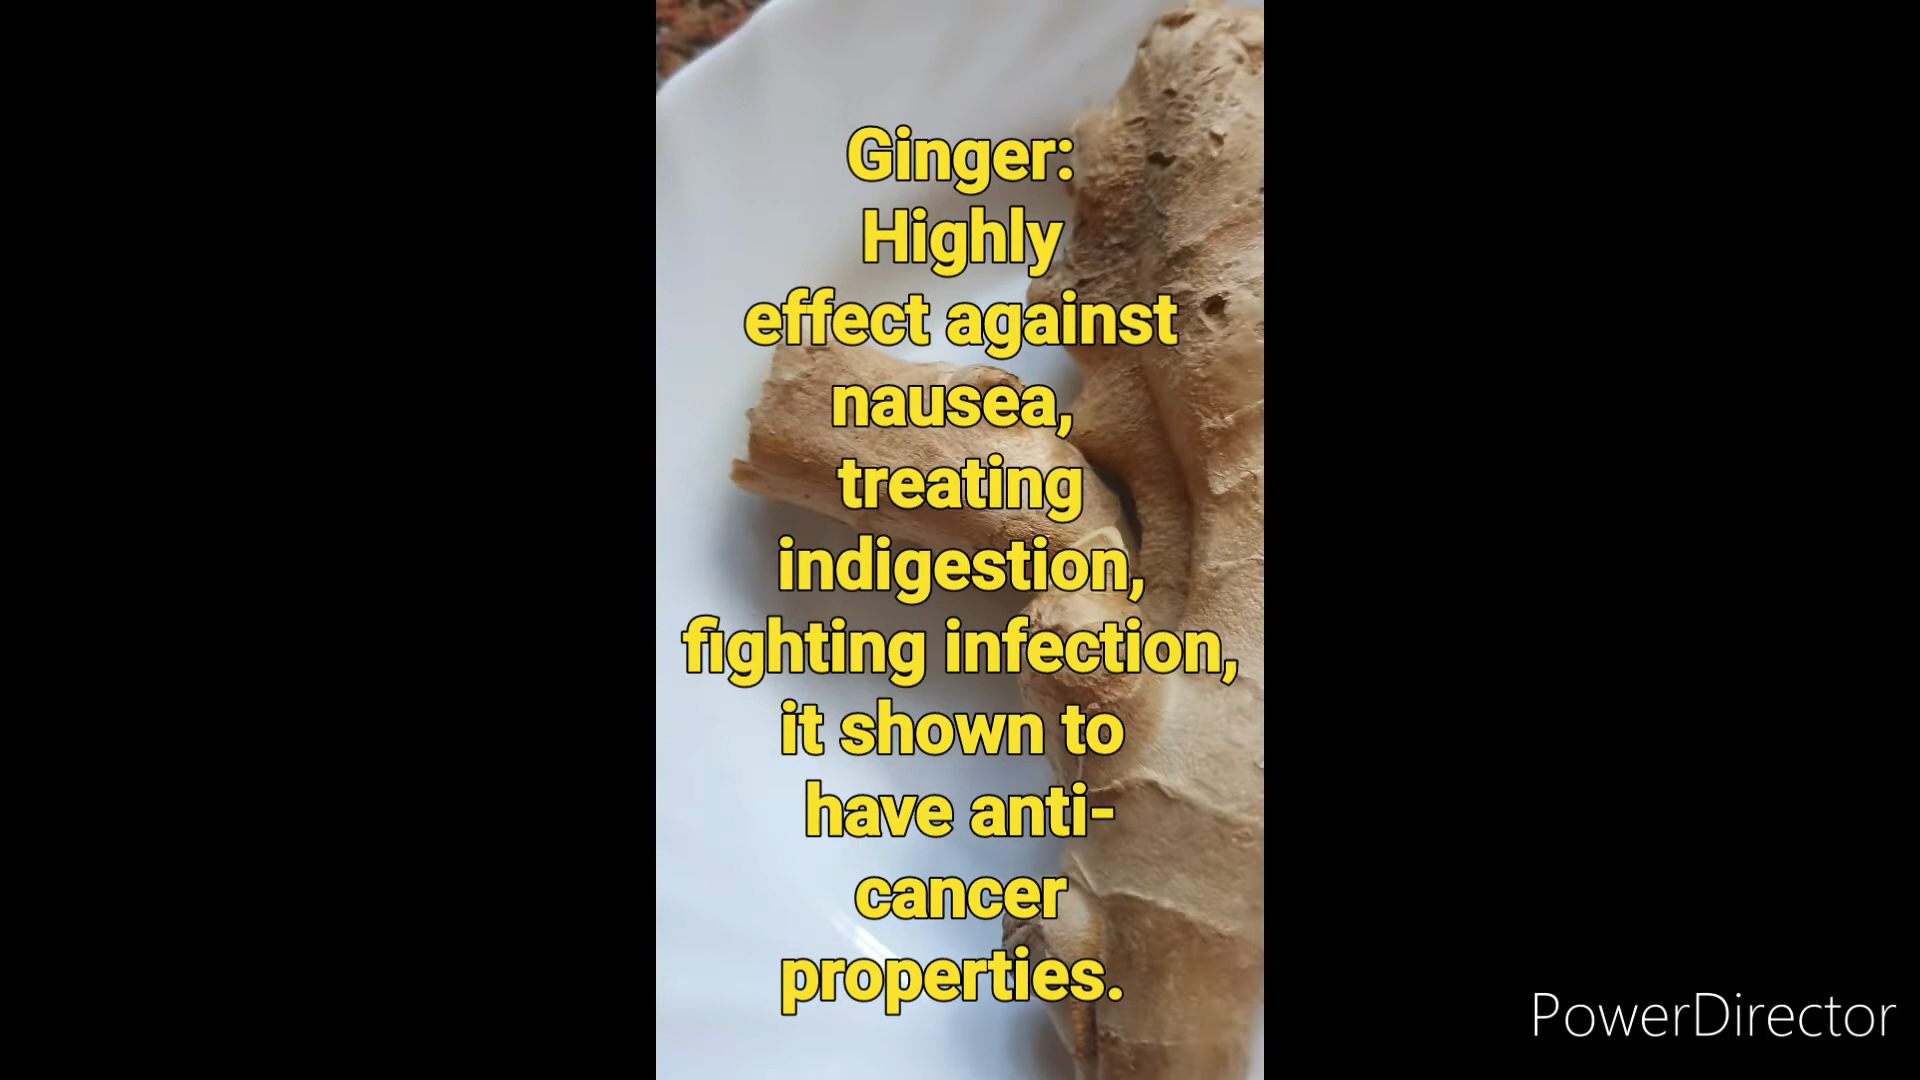 Ginger:
Highly
effect against
nausea,
treating
indigestion,
fighting infection,
it shown to
have anti-
cancer
properties.
PowerDirector